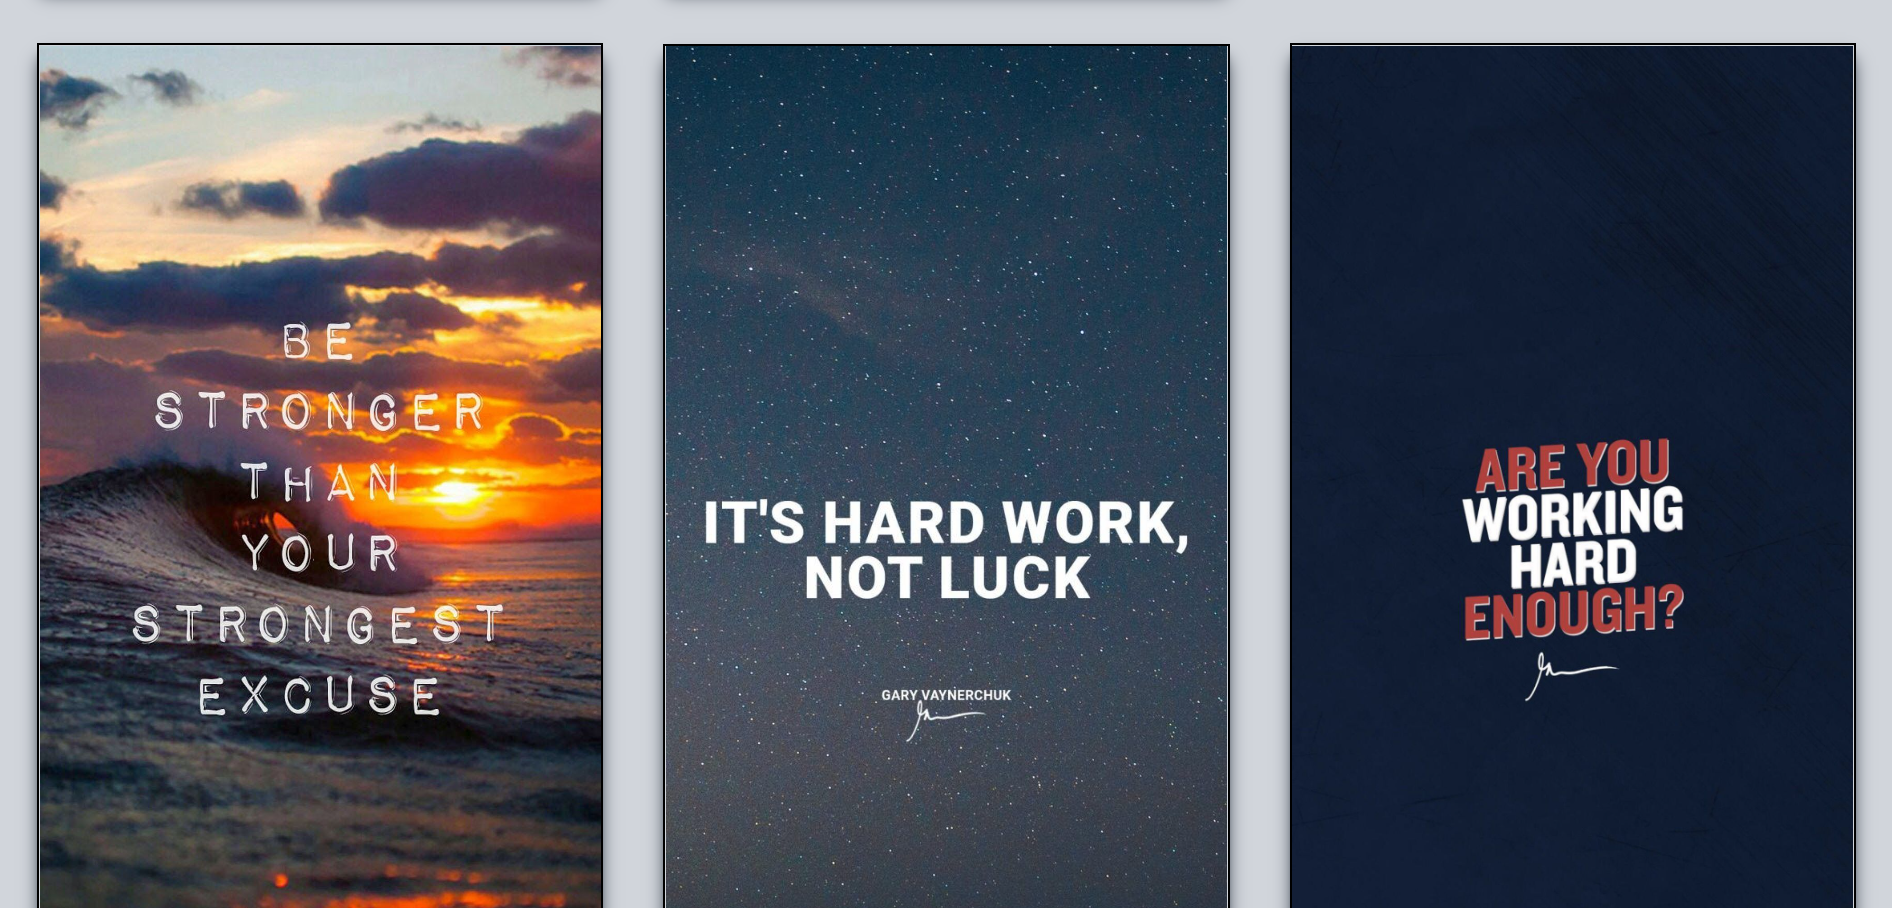 BE
STRONGER
THAN
YOUR
STRONGEST
EXCUSE
IT'S HARD WORK,
NOT LUCK
GARY VAYNERCHUK
ARE YOU
WORKING
HARD
ENOUGH?